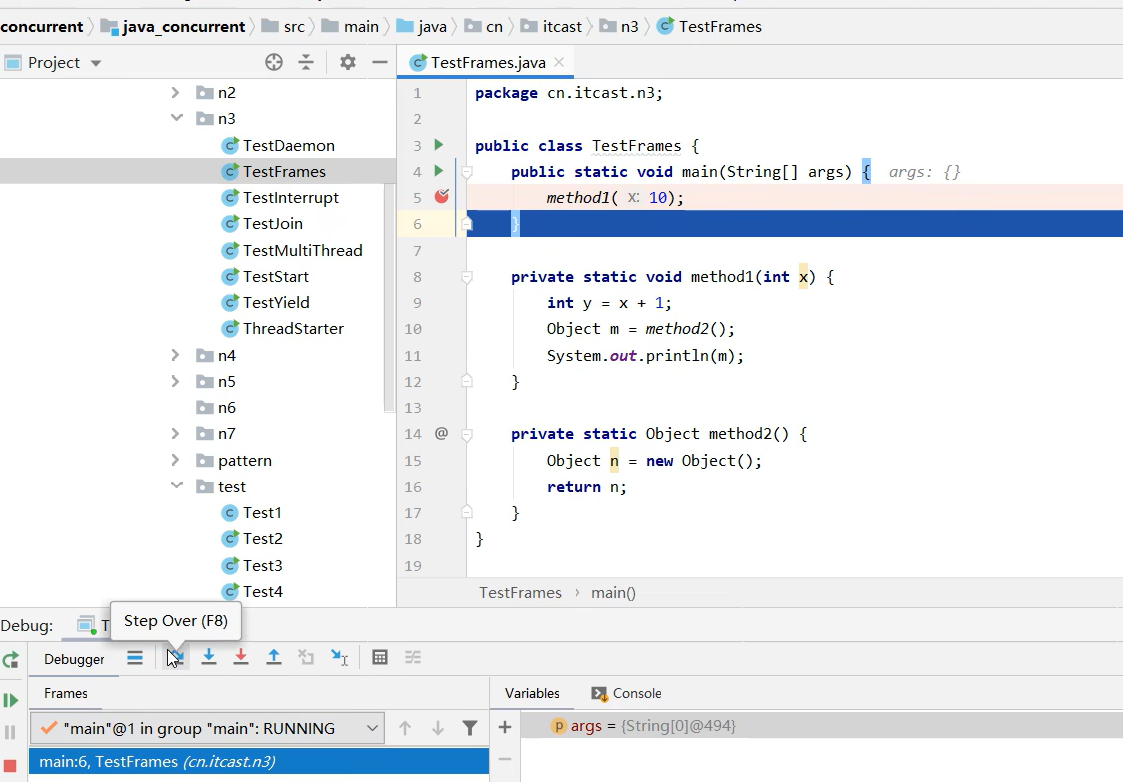 concurrent java_concurrent src main java cn itcast n3 TestFrames
Project
n2
n3
TestDaemon
TestFrames
TestInterrupt
TestJoin
TestMultiThread
TestStart
TestYield
ThreadStarter
n4
n5
n6
n7
pattern
test
Test1
Test2
Test3
Test4
TestFrames.java
1 package cn.itcast.n3;
2
3 public class TestFrames {
4 public static void main(String[] args) { args: {}
5 method1( x: 10);
6 }
7
8 private static void method1(int x) {
9 int y = x + 1;
10 Object m = method2();
11 System.out.println(m);
12 }
13
14 @ private static Object method2() {
15 Object n = new Object();
16 return n;
17 }
18 }
19
TestFrames › main()
Debug: T
Step Over (F8)
Debugger
Frames
"main"@1 in group "main": RUNNING
main:6, TestFrames (cn.itcast.n3)
Variables Console
args = {String[0]@494}